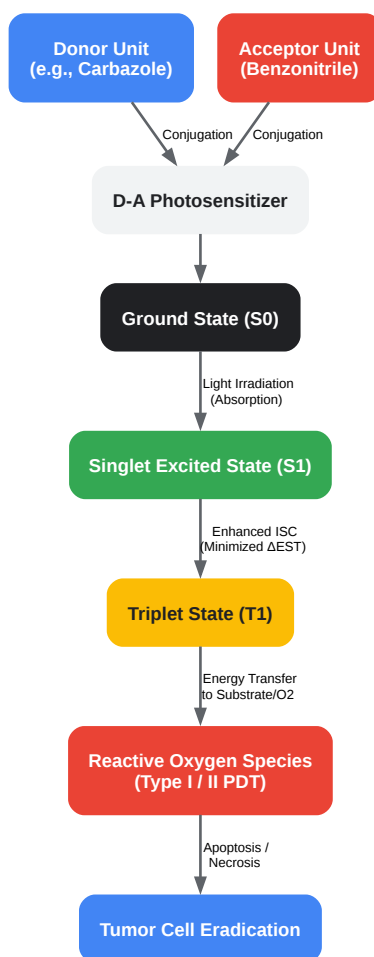 Donor Unit
(e.g., Carbazole)
Acceptor Unit
(Benzonitrile)
Conjugation
Conjugation
D-A Photosensitizer
Ground State (S0)
Light Irradiation
(Absorption)
Singlet Excited State (S1)
Enhanced ISC
(Minimized ΔEST)
Triplet State (T1)
Energy Transfer
to Substrate/O2
Reactive Oxygen Species
(Type I / II PDT)
Apoptosis /
Necrosis
Tumor Cell Eradication